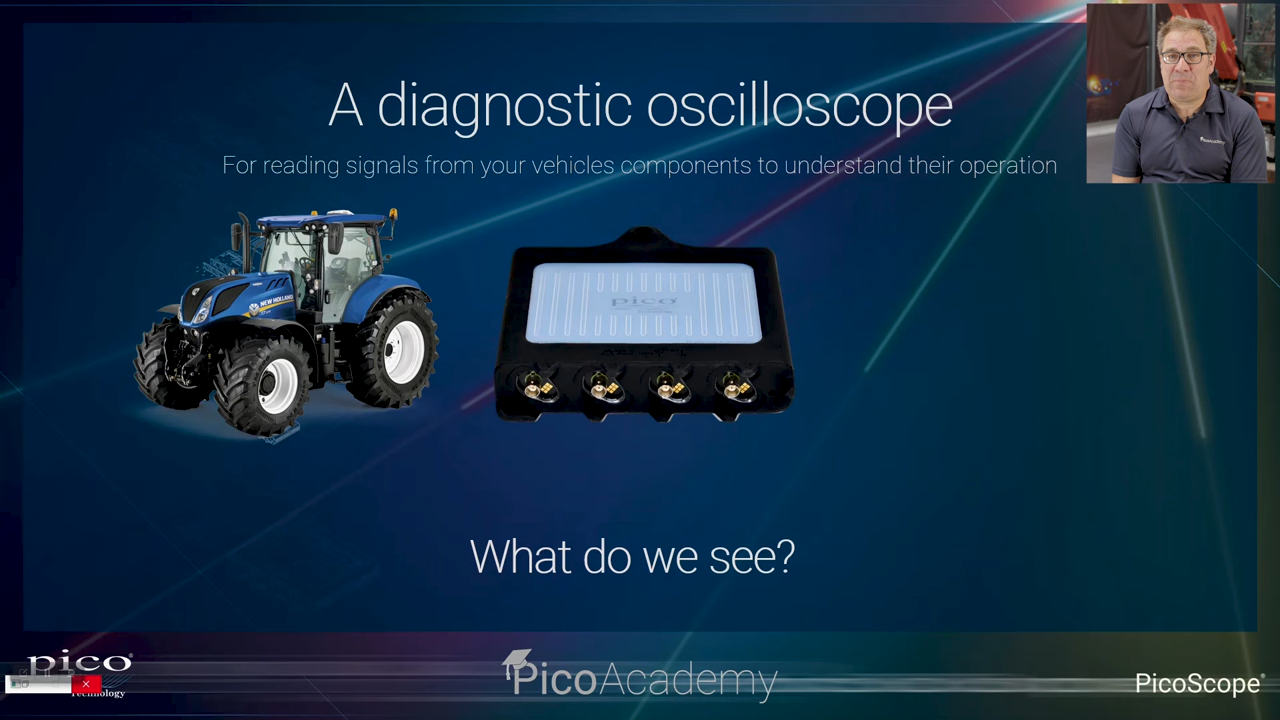 A diagnostic oscilloscope
For reading signals from your vehicles components to understand their operation
PicoAcademy
NEW HOLLAND
pico
What do we see?
pico
Technology
PicoAcademy
PicoScope